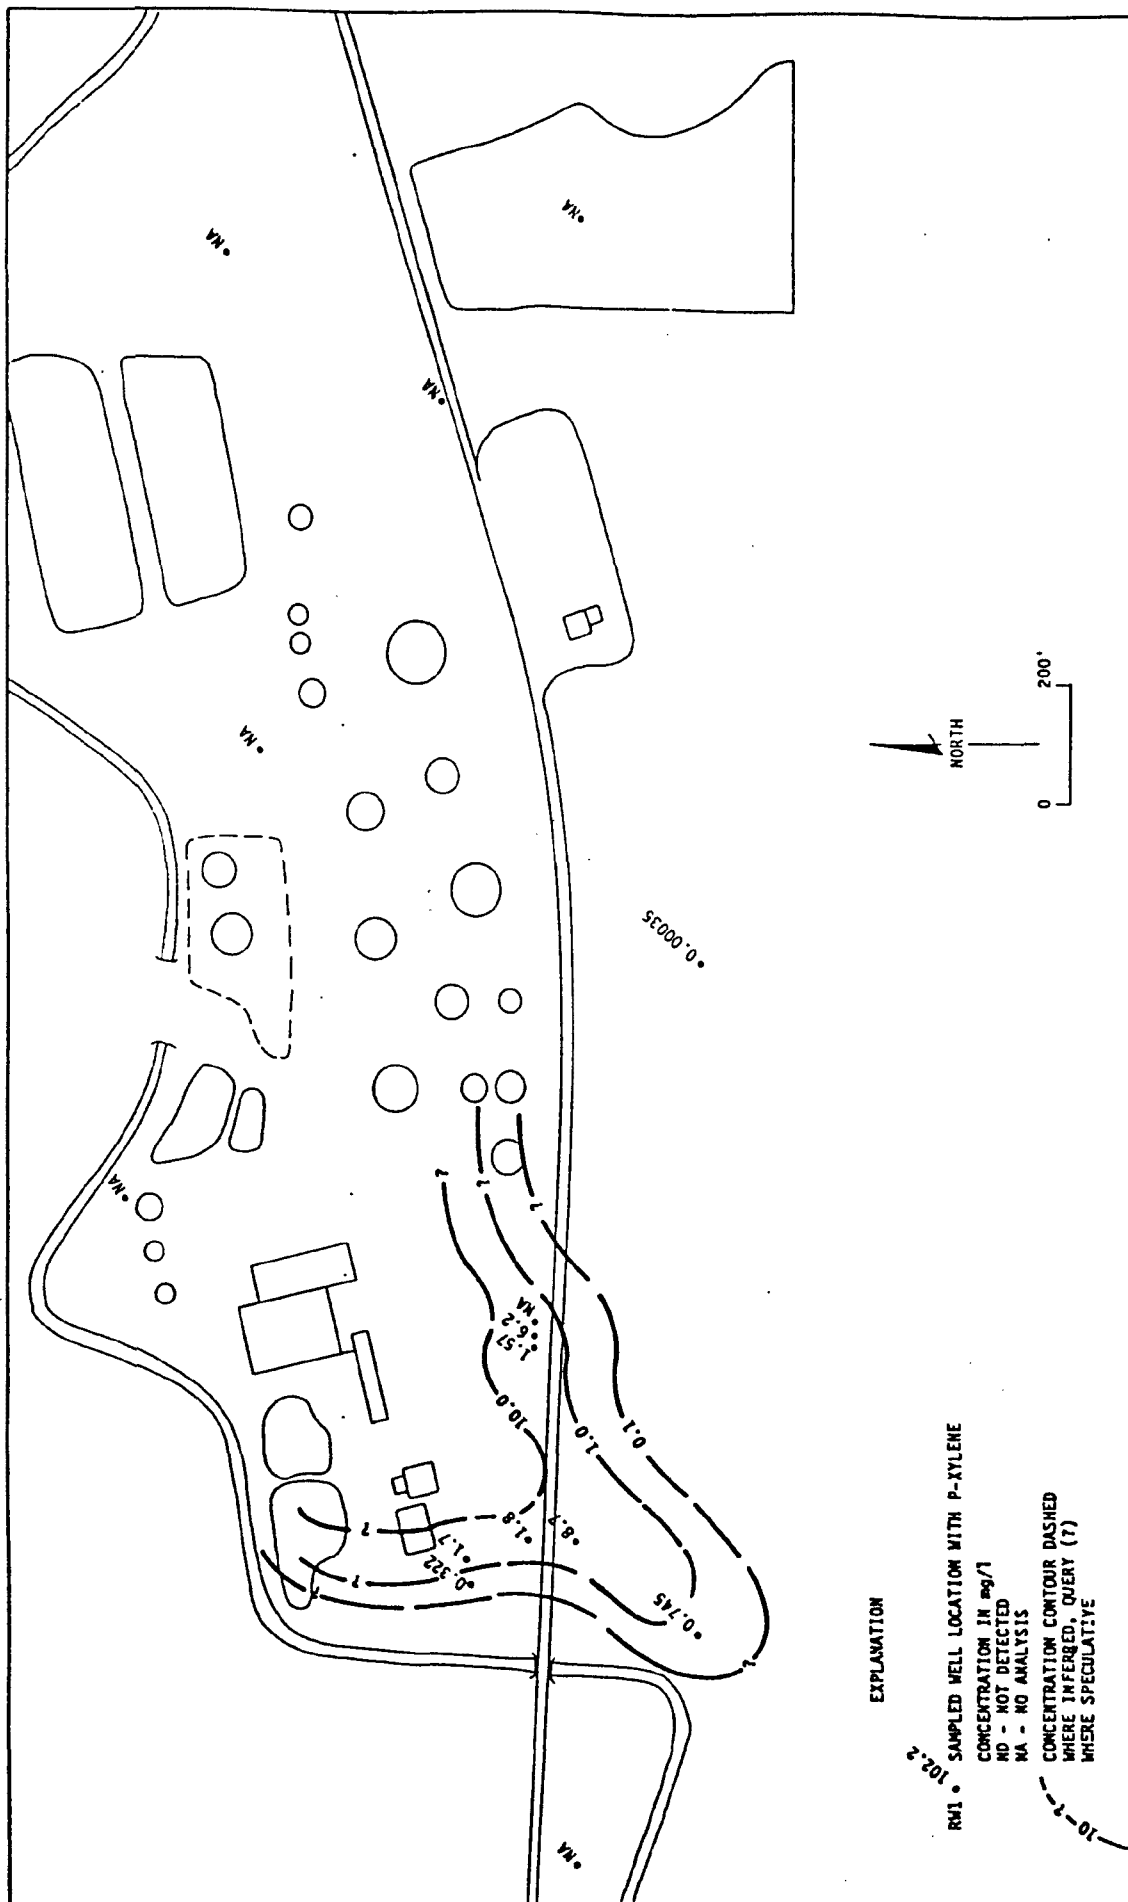 NA
NA
NA
NA
NA
NA
NA
0.00035
1.57
6.2
10.0
1.0
0.1
1.8
8.7
1.7
0.322
0.745
?
?
?
?
?
?
?
NORTH
0
200'
EXPLANATION
RW1
102.2
SAMPLED WELL LOCATION WITH P-XYLENE
CONCENTRATION IN mg/l
ND - NOT DETECTED
NA - NO ANALYSIS
10-?
CONCENTRATION CONTOUR DASHED
WHERE INFERED, QUERY (?)
WHERE SPECULATIVE